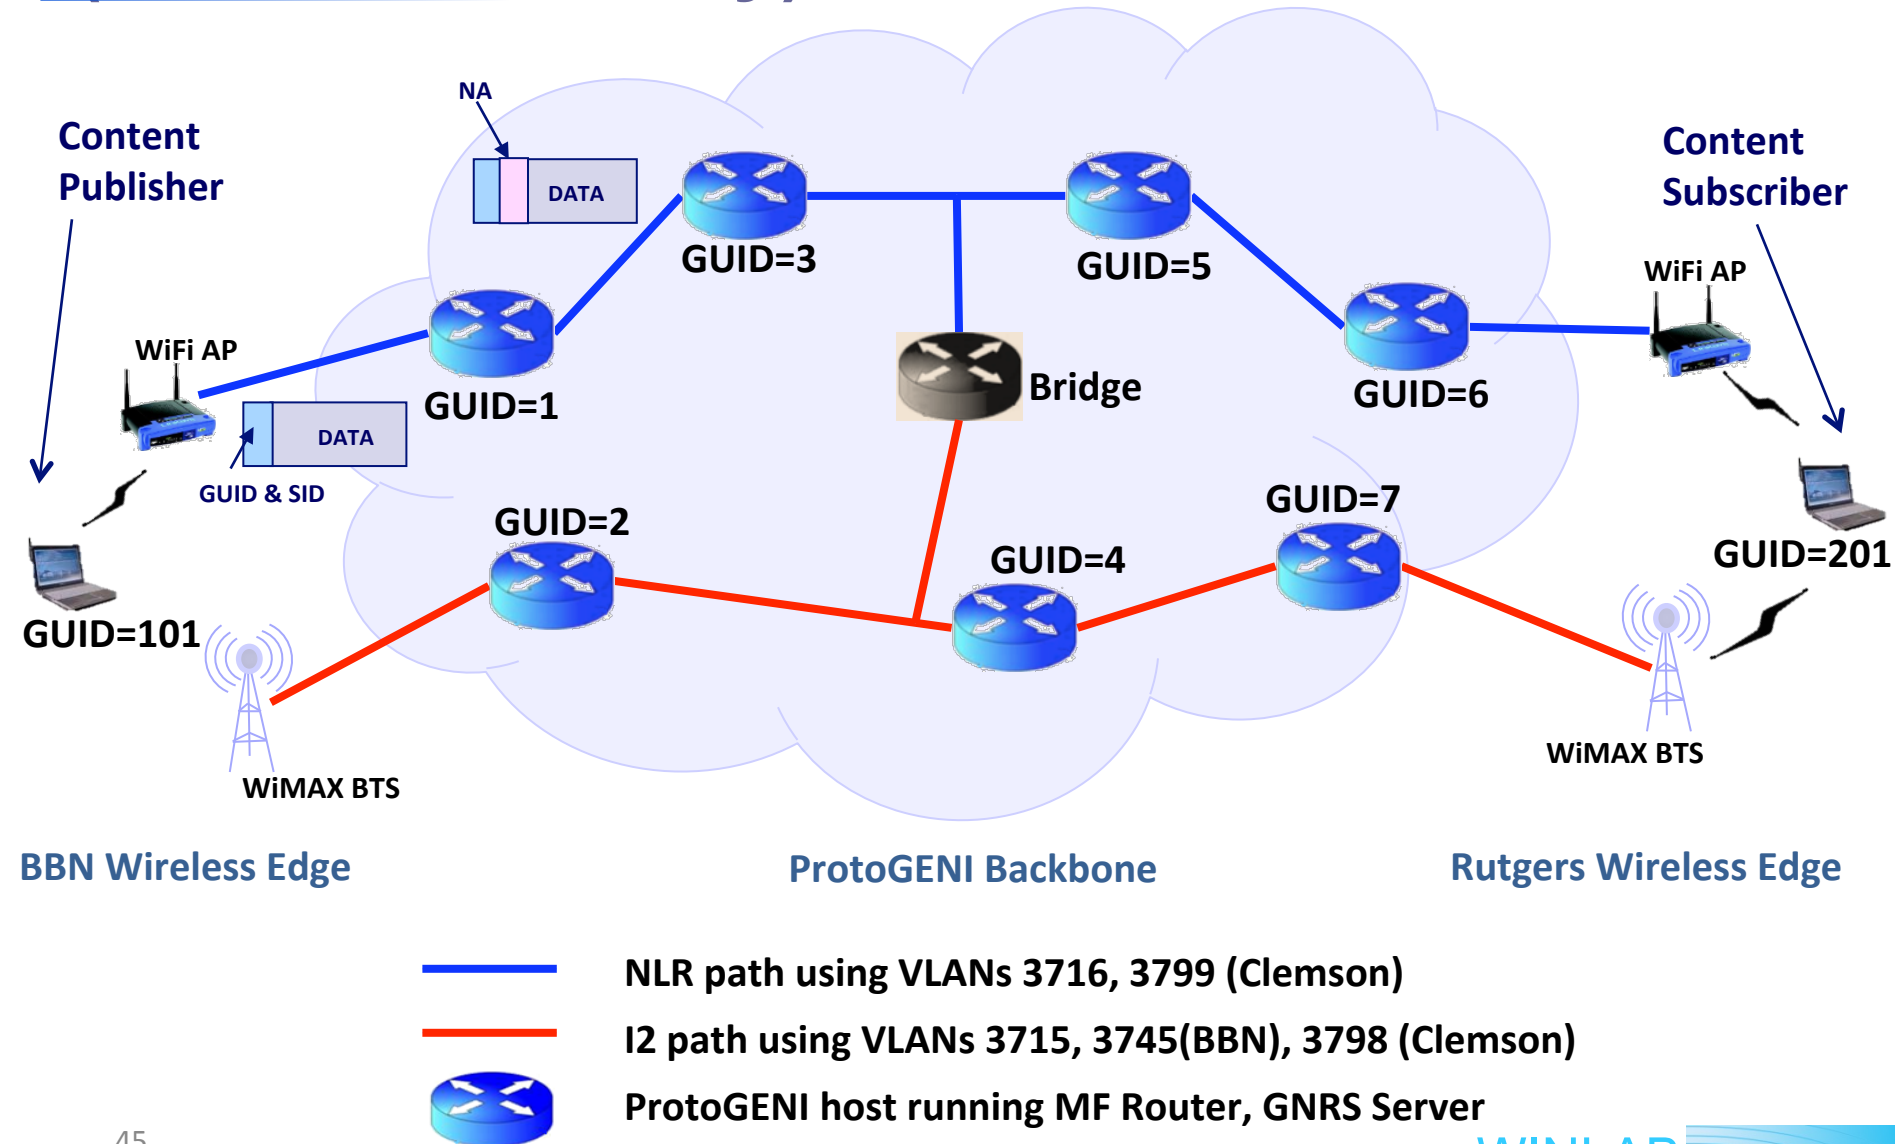 NA
Content
Publisher
DATA
Content
Subscriber
GUID=3
GUID=5
WiFi AP
WiFi AP
GUID=1
Bridge
GUID=6
DATA
GUID & SID
GUID=2
GUID=7
GUID=4
GUID=201
GUID=101
WiMAX BTS
WiMAX BTS
BBN Wireless Edge
ProtoGENI Backbone
Rutgers Wireless Edge
NLR path using VLANs 3716, 3799 (Clemson)
I2 path using VLANs 3715, 3745(BBN), 3798 (Clemson)
ProtoGENI host running MF Router, GNRS Server
45
WINLAB